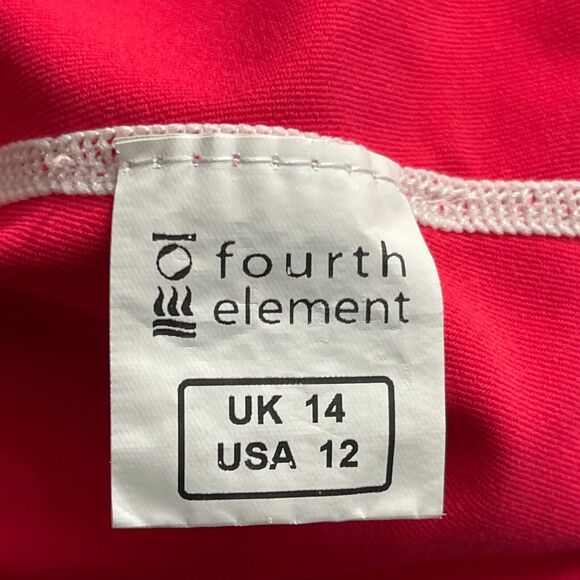 fourth
element
UK 14
USA 12